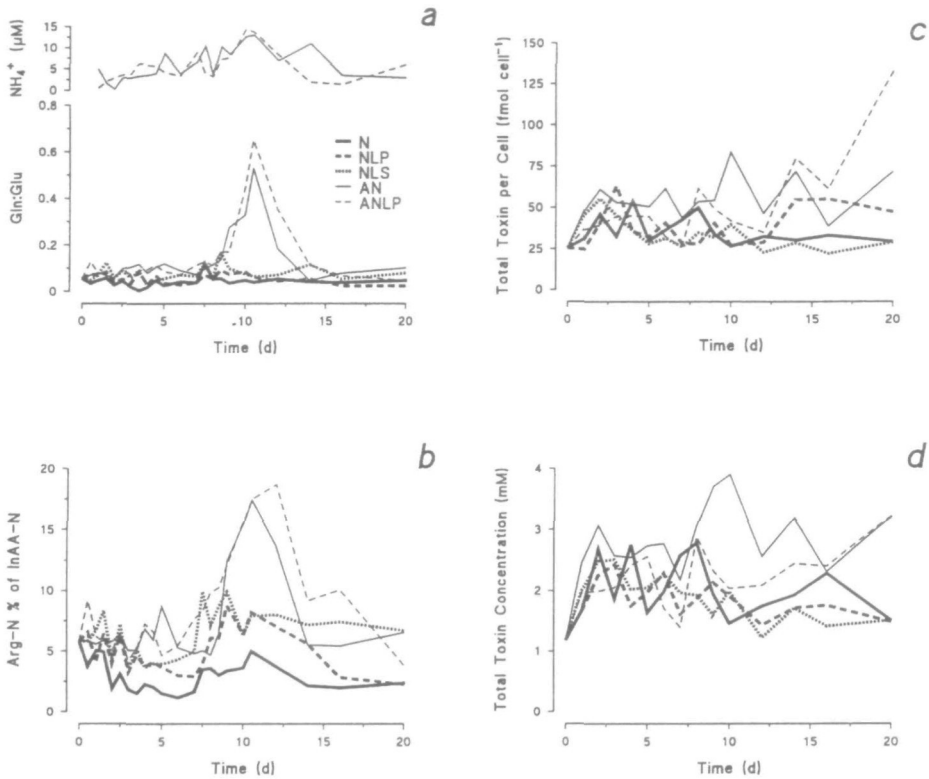 a
NH₄⁺ (μM)
15
10
5
0
Gln:Glu
0.8
0.6
0.4
0.2
0
N
NLP
NLS
AN
ANLP
0 5 10 15 20
Time (d)
c
Total Toxin per Cell (fmol cell⁻¹)
150
125
100
75
50
25
0
0 5 10 15 20
Time (d)
b
Arg-N % of InAA-N
20
15
10
5
0
0 5 10 15 20
Time (d)
d
Total Toxin Concentration (mM)
4
3
2
1
0
0 5 10 15 20
Time (d)